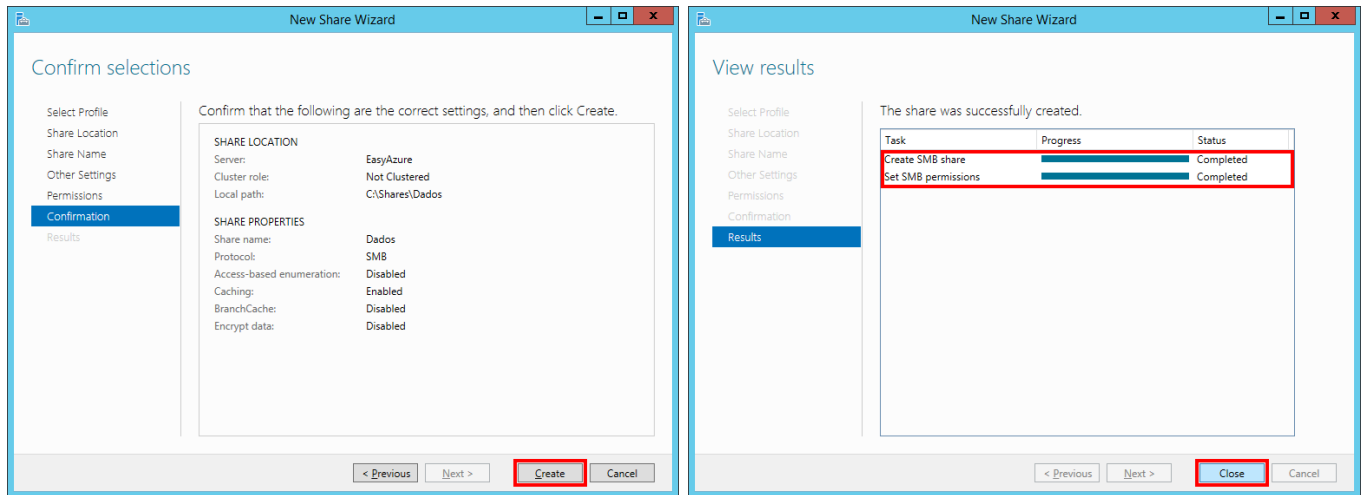 New Share Wizard
Confirm selections
Select Profile
Share Location
Share Name
Other Settings
Permissions
Confirmation
Results
Confirm that the following are the correct settings, and then click Create.
SHARE LOCATION
Server: EasyAzure
Cluster role: Not Clustered
Local path: C:\Shares\Dados
SHARE PROPERTIES
Share name: Dados
Protocol: SMB
Access-based enumeration: Disabled
Caching: Enabled
BranchCache: Disabled
Encrypt data: Disabled
< Previous Next > Create Cancel
New Share Wizard
View results
Select Profile
Share Location
Share Name
Other Settings
Permissions
Confirmation
Results
The share was successfully created.
Task Progress Status
Create SMB share Completed
Set SMB permissions Completed
< Previous Next > Close Cancel